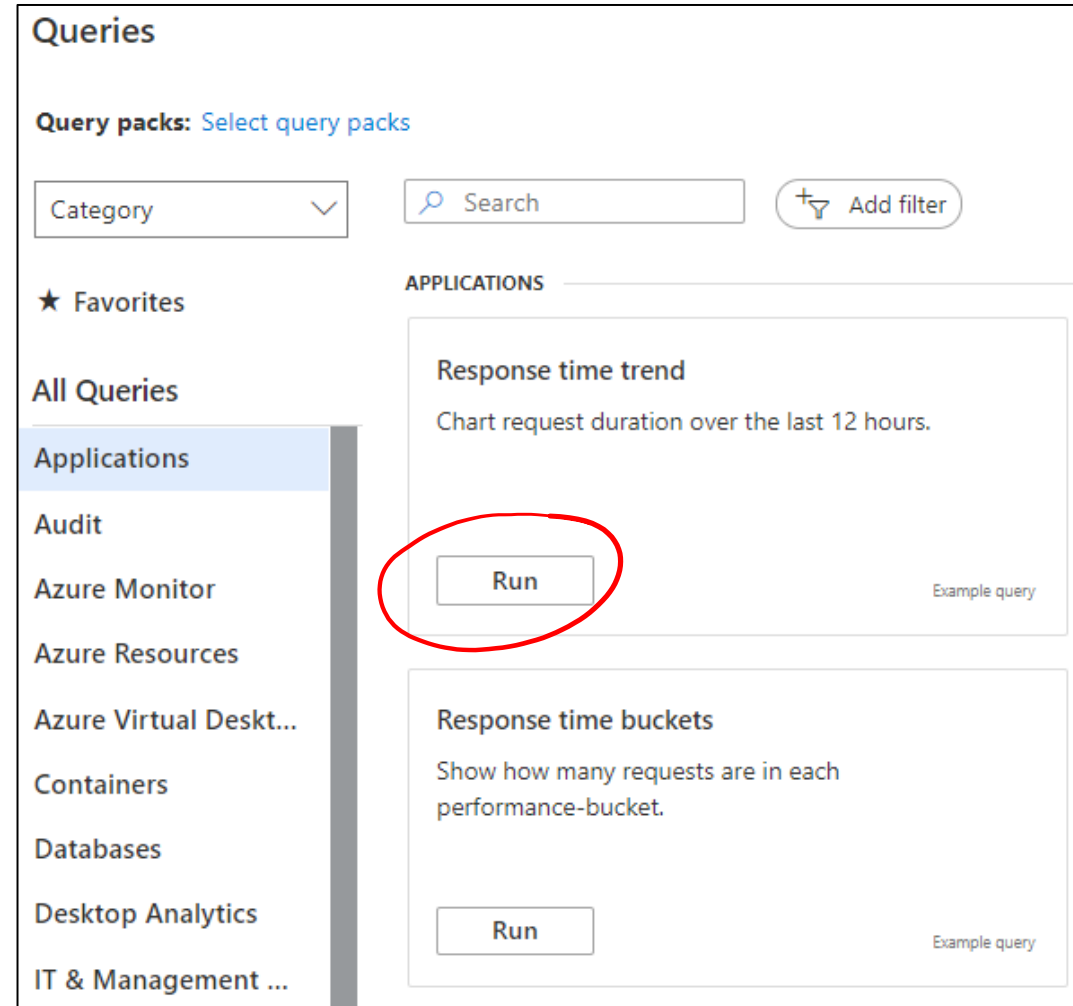 Queries
Query packs: Select query packs
Category
Search
Add filter
★ Favorites
All Queries
Applications
Audit
Azure Monitor
Azure Resources
Azure Virtual Deskt...
Containers
Databases
Desktop Analytics
IT & Management ...
APPLICATIONS
Response time trend
Chart request duration over the last 12 hours.
Run
Example query
Response time buckets
Show how many requests are in each
performance-bucket.
Run
Example query